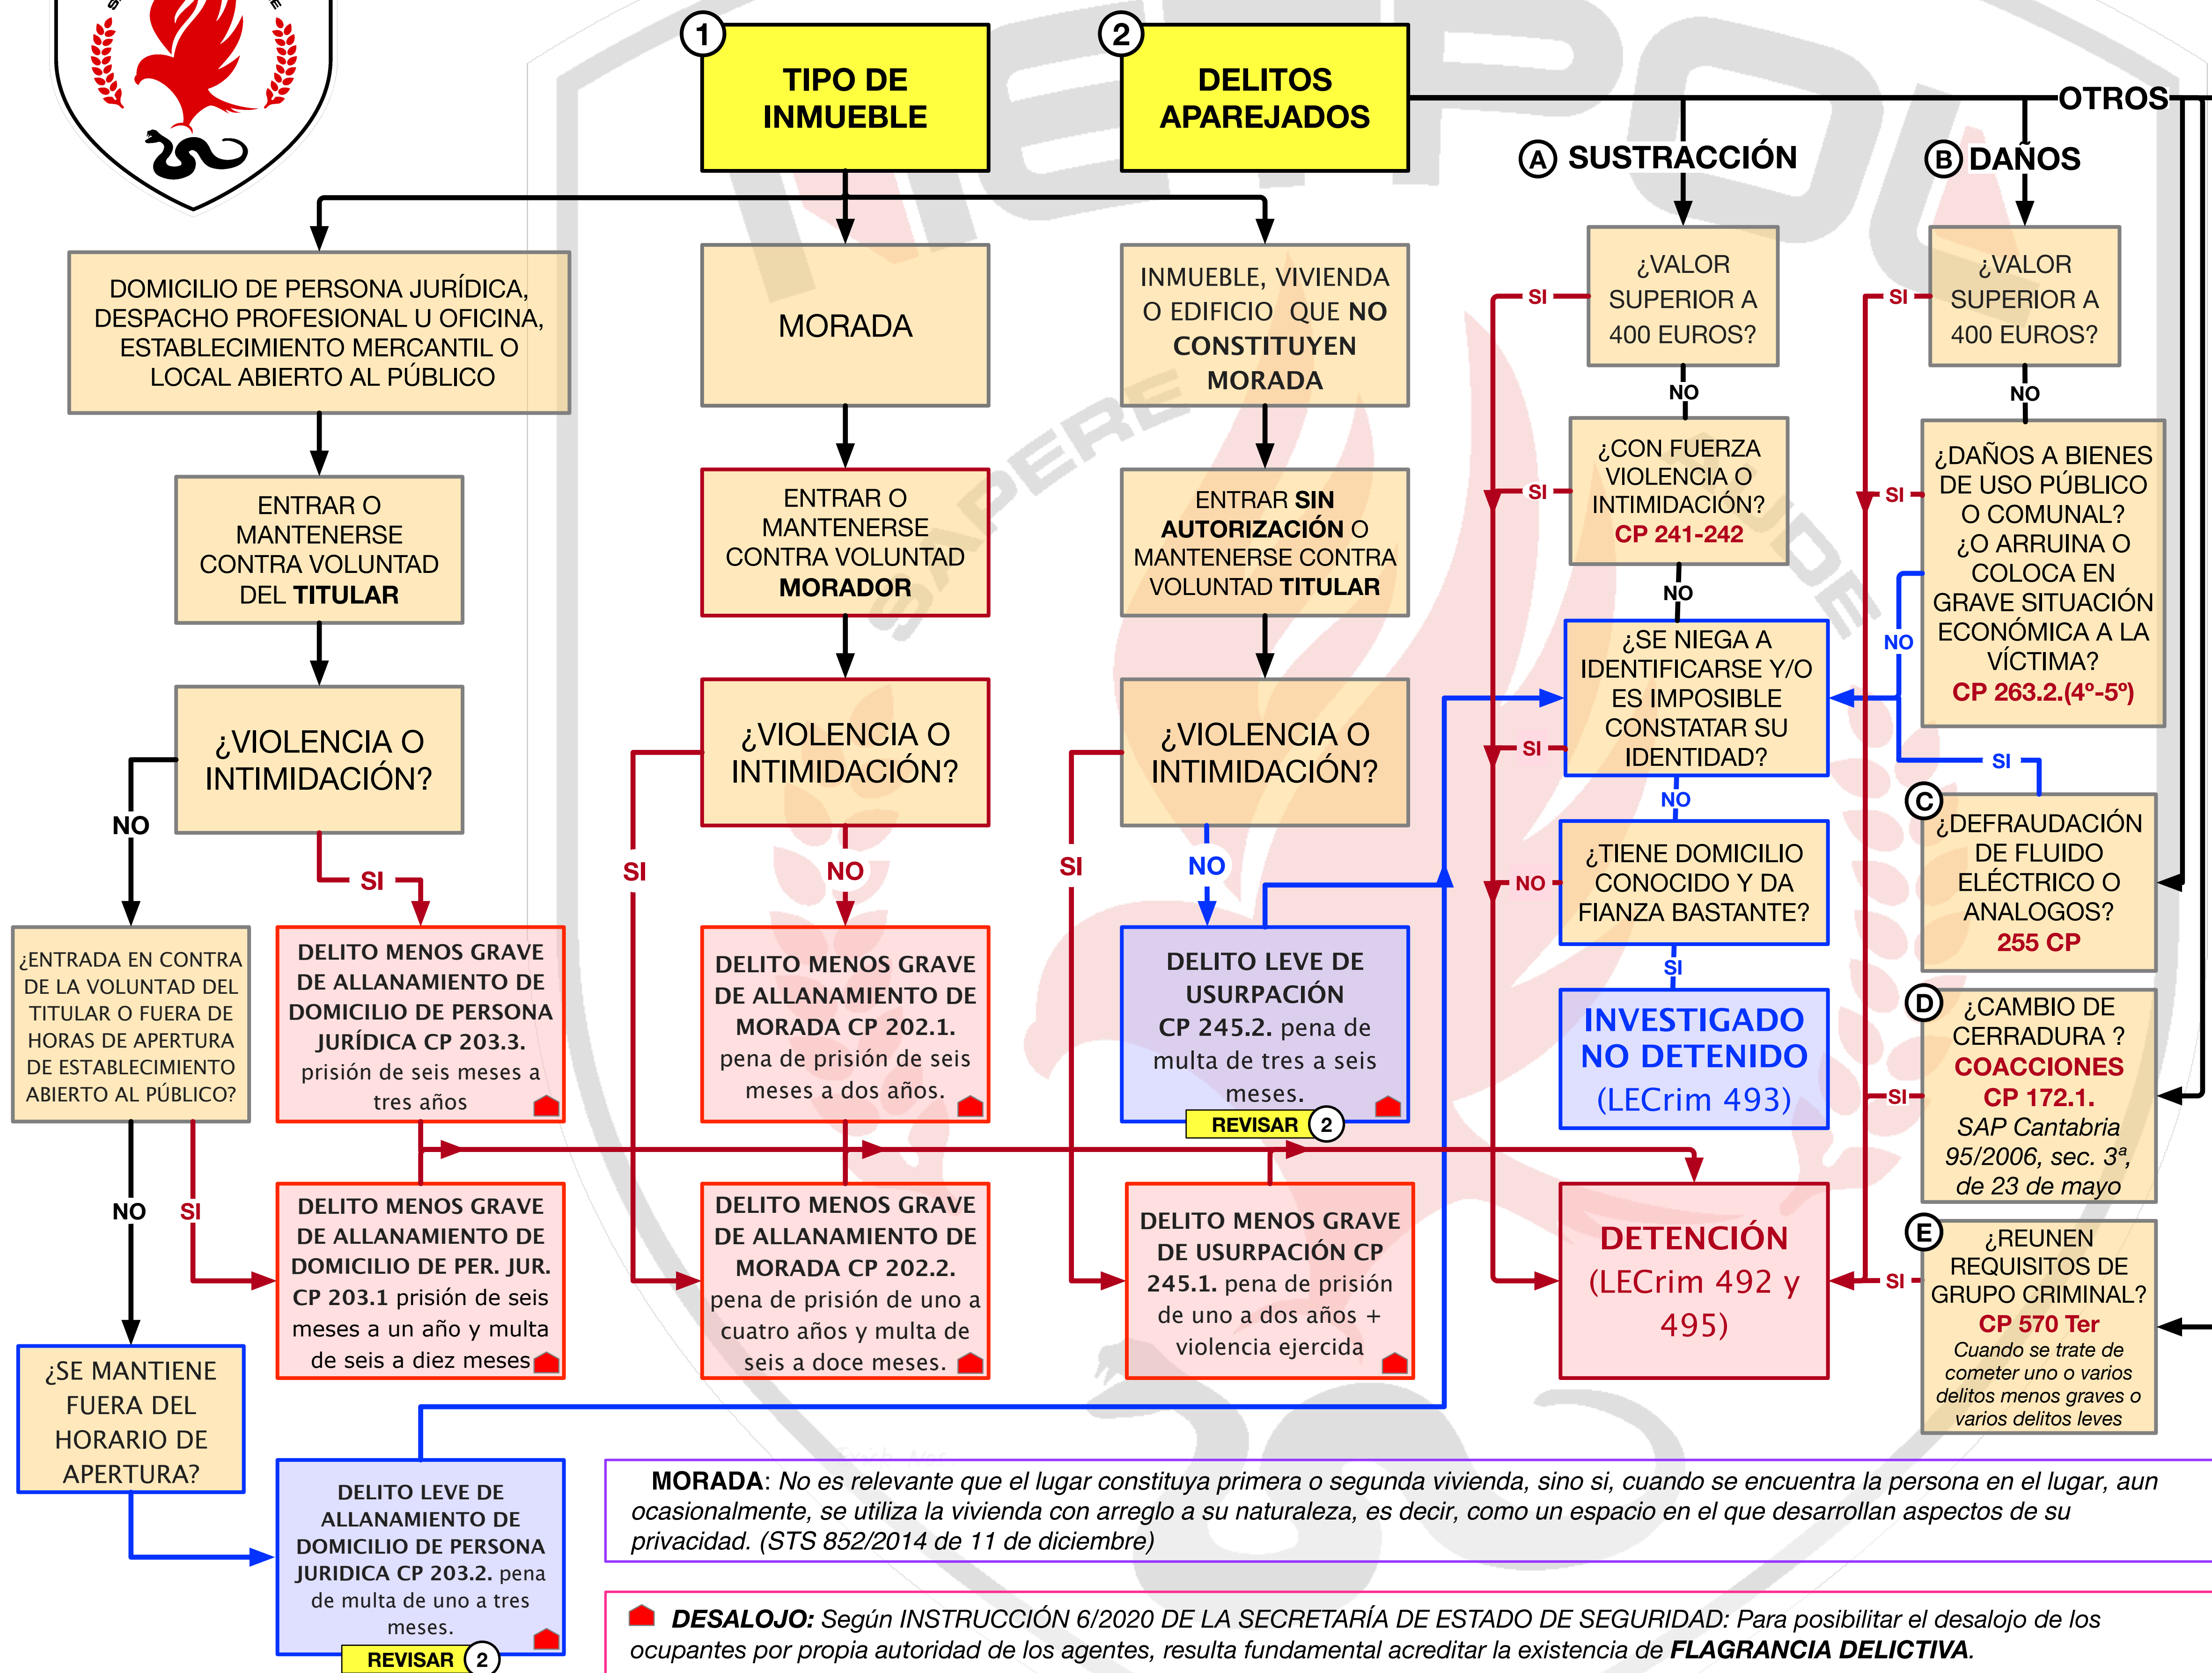 1
TIPO DE
INMUEBLE
2
DELITOS
APAREJADOS
OTROS
A SUSTRACCIÓN
B DAÑOS
DOMICILIO DE PERSONA JURÍDICA,
DESPACHO PROFESIONAL U OFICINA,
ESTABLECIMIENTO MERCANTIL O
LOCAL ABIERTO AL PÚBLICO
MORADA
INMUEBLE, VIVIENDA
O EDIFICIO QUE NO
CONSTITUYEN
MORADA
¿VALOR
SUPERIOR A
400 EUROS?
SI
NO
¿VALOR
SUPERIOR A
400 EUROS?
SI
NO
ENTRAR O
MANTENERSE
CONTRA VOLUNTAD
DEL TITULAR
ENTRAR O
MANTENERSE
CONTRA VOLUNTAD
MORADOR
ENTRAR SIN
AUTORIZACIÓN O
MANTENERSE CONTRA
VOLUNTAD TITULAR
¿CON FUERZA
VIOLENCIA O
INTIMIDACIÓN?
CP 241-242
SI
NO
¿DAÑOS A BIENES
DE USO PÚBLICO
O COMUNAL?
¿O ARRUINA O
COLOCA EN
GRAVE SITUACIÓN
ECONÓMICA A LA
VÍCTIMA?
CP 263.2.(4º-5º)
SI
NO
¿VIOLENCIA O
INTIMIDACIÓN?
NO
SI
¿VIOLENCIA O
INTIMIDACIÓN?
SI
NO
¿VIOLENCIA O
INTIMIDACIÓN?
SI
NO
¿SE NIEGA A
IDENTIFICARSE Y/O
ES IMPOSIBLE
CONSTATAR SU
IDENTIDAD?
SI
NO
SI
C
¿DEFRAUDACIÓN
DE FLUIDO
ELÉCTRICO O
ANALOGOS?
255 CP
¿TIENE DOMICILIO
CONOCIDO Y DA
FIANZA BASTANTE?
NO
SI
¿ENTRADA EN CONTRA
DE LA VOLUNTAD DEL
TITULAR O FUERA DE
HORAS DE APERTURA
DE ESTABLECIMIENTO
ABIERTO AL PÚBLICO?
NO
SI
DELITO MENOS GRAVE
DE ALLANAMIENTO DE
DOMICILIO DE PERSONA
JURÍDICA CP 203.3.
prisión de seis meses a
tres años
DELITO MENOS GRAVE
DE ALLANAMIENTO DE
MORADA CP 202.1.
pena de prisión de seis
meses a dos años.
DELITO LEVE DE
USURPACIÓN
CP 245.2. pena de
multa de tres a seis
meses.
REVISAR 2
INVESTIGADO
NO DETENIDO
(LECrim 493)
D
¿CAMBIO DE
CERRADURA ?
COACCIONES
CP 172.1.
SAP Cantabria
95/2006, sec. 3ª,
de 23 de mayo
SI
DELITO MENOS GRAVE
DE ALLANAMIENTO DE
DOMICILIO DE PER. JUR.
CP 203.1 prisión de seis
meses a un año y multa
de seis a diez meses
DELITO MENOS GRAVE
DE ALLANAMIENTO DE
MORADA CP 202.2.
pena de prisión de uno a
cuatro años y multa de
seis a doce meses.
DELITO MENOS GRAVE
DE USURPACIÓN CP
245.1. pena de prisión
de uno a dos años +
violencia ejercida
DETENCIÓN
(LECrim 492 y
495)
E
¿REUNEN
REQUISITOS DE
GRUPO CRIMINAL?
CP 570 Ter
Cuando se trate de
cometer uno o varios
delitos menos graves o
varios delitos leves
SI
¿SE MANTIENE
FUERA DEL
HORARIO DE
APERTURA?
DELITO LEVE DE
ALLANAMIENTO DE
DOMICILIO DE PERSONA
JURIDICA CP 203.2. pena
de multa de uno a tres
meses.
REVISAR 2
MORADA: No es relevante que el lugar constituya primera o segunda vivienda, sino si, cuando se encuentra la persona en el lugar, aun
ocasionalmente, se utiliza la vivienda con arreglo a su naturaleza, es decir, como un espacio en el que desarrollan aspectos de su
privacidad. (STS 852/2014 de 11 de diciembre)
DESALOJO: Según INSTRUCCIÓN 6/2020 DE LA SECRETARÍA DE ESTADO DE SEGURIDAD: Para posibilitar el desalojo de los
ocupantes por propia autoridad de los agentes, resulta fundamental acreditar la existencia de FLAGRANCIA DELICTIVA.
SAPERE